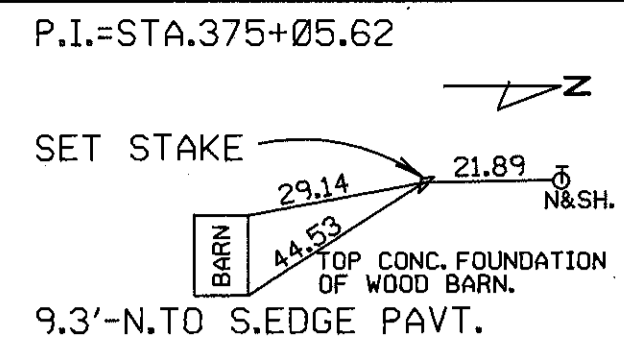 P.I.=STA.375+05.62
N
SET STAKE
21.89
29.14
N&SH.
44.53
BARN
TOP CONC. FOUNDATION
OF WOOD BARN.
9.3'-N.TO S.EDGE PAVT.